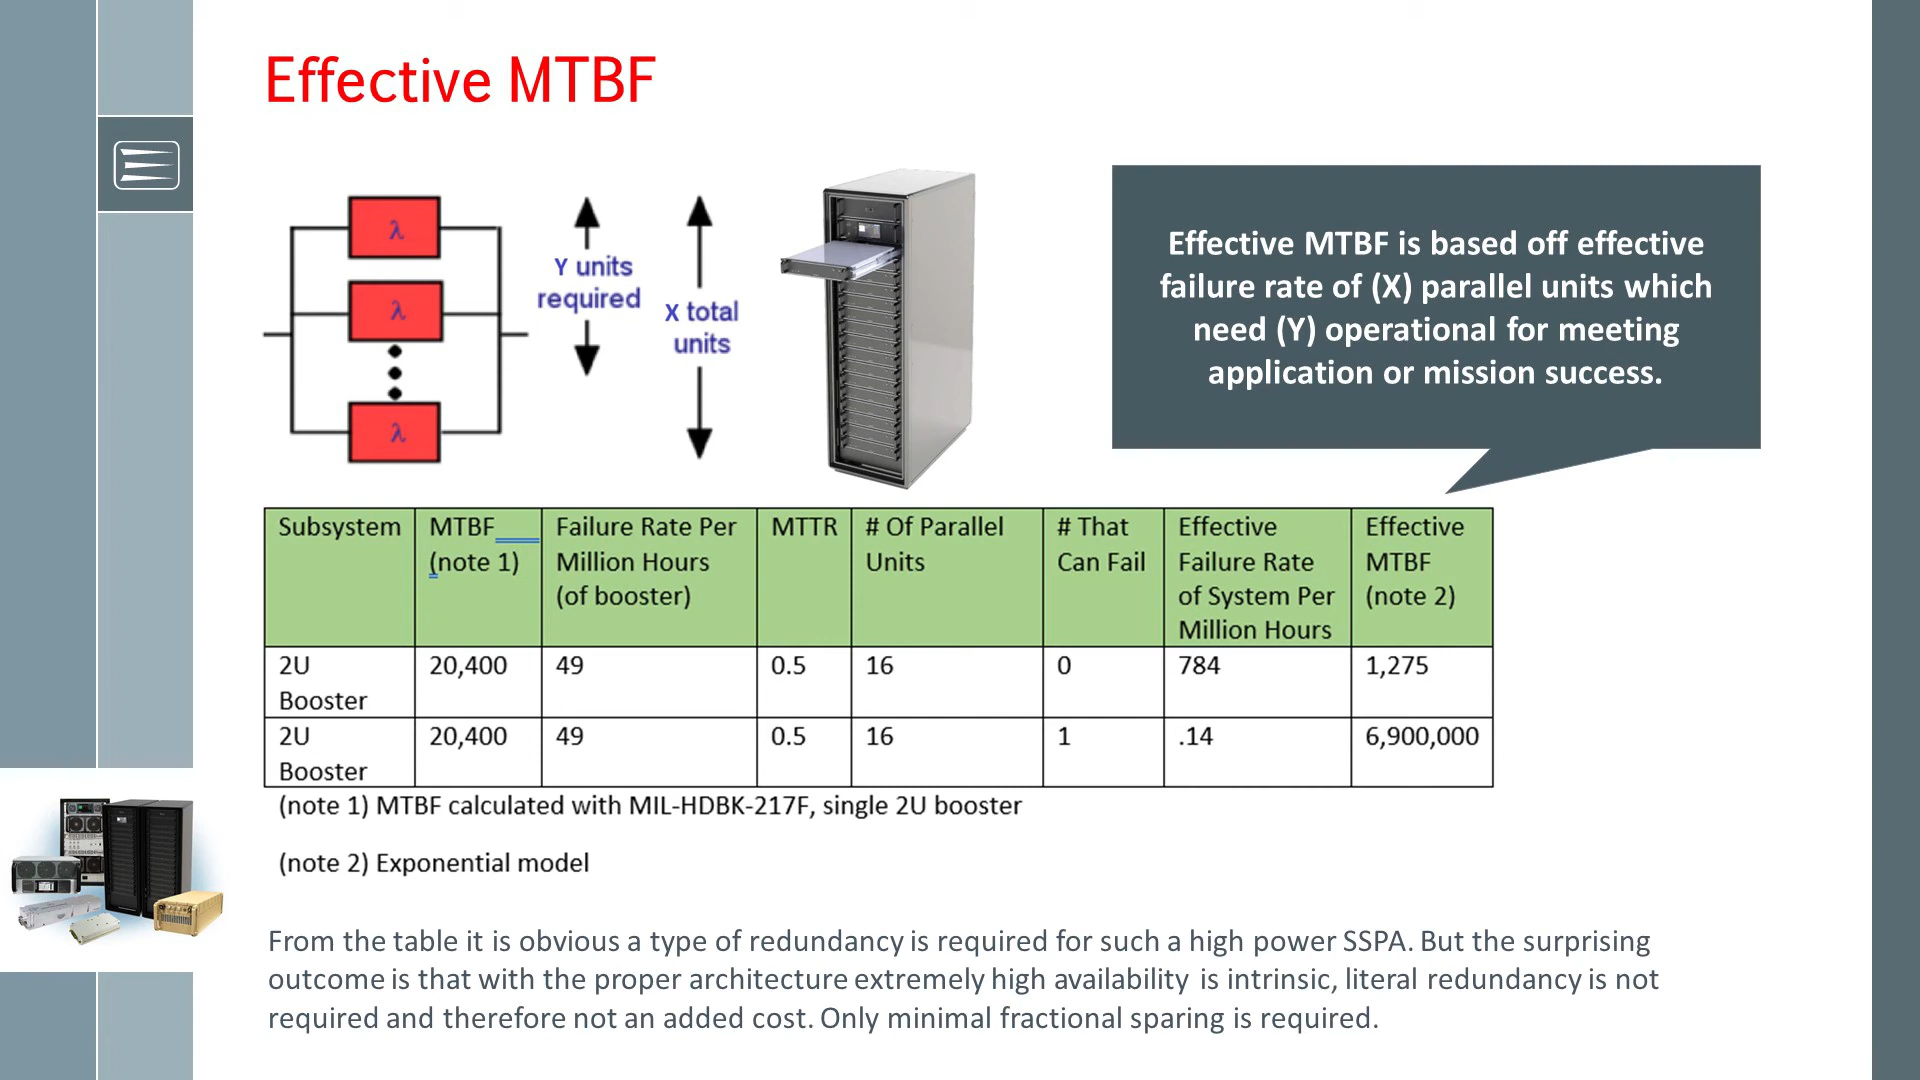 Effective MTBF
λ
λ
λ
Y units
required
X total
units
Effective MTBF is based off effective
failure rate of (X) parallel units which
need (Y) operational for meeting
application or mission success.
Subsystem MTBF (note 1) Failure Rate Per Million Hours (of booster) MTTR # Of Parallel Units # That Can Fail Effective Failure Rate of System Per Million Hours Effective MTBF (note 2)
2U Booster 20,400 49 0.5 16 0 784 1,275
2U Booster 20,400 49 0.5 16 1 .14 6,900,000
(note 1) MTBF calculated with MIL-HDBK-217F, single 2U booster
(note 2) Exponential model
From the table it is obvious a type of redundancy is required for such a high power SSPA. But the surprising
outcome is that with the proper architecture extremely high availability is intrinsic, literal redundancy is not
required and therefore not an added cost. Only minimal fractional sparing is required.